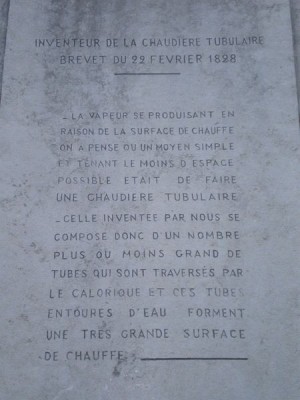 INVENTEUR DE LA CHAUDIÈRE TUBULAIRE
BREVET DU 22 FEVRIER 1828
_ LA VAPEUR SE PRODUISANT EN
RAISON DE LA SURFACE DE CHAUFFE
ON A PENSE QU UN MOYEN SIMPLE
ET TENANT LE MOINS D'ESPACE
POSSIBLE ETAIT DE FAIRE
UNE CHAUDIERE TUBULAIRE
_ CELLE INVENTEE PAR NOUS SE
COMPOSE DONC D'UN NOMBRE
PLUS OU MOINS GRAND DE
TUBES QUI SONT TRAVERSES PAR
LE CALORIQUE ET CES TUBES
ENTOURES D'EAU FORMENT
UNE TRES GRANDE SURFACE
DE CHAUFFE